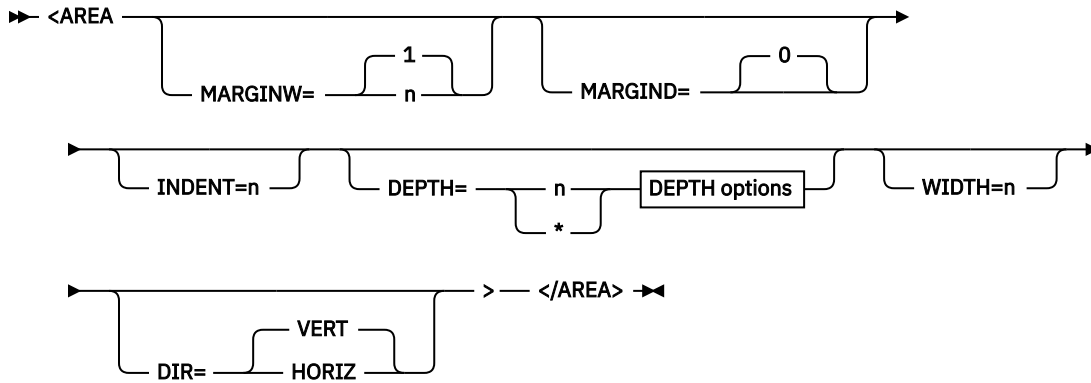 <AREA
1
0
MARGINW= n MARGIND=
INDENT=n DEPTH= n DEPTH options WIDTH=n
*
> </AREA>
VERT
DIR= HORIZ